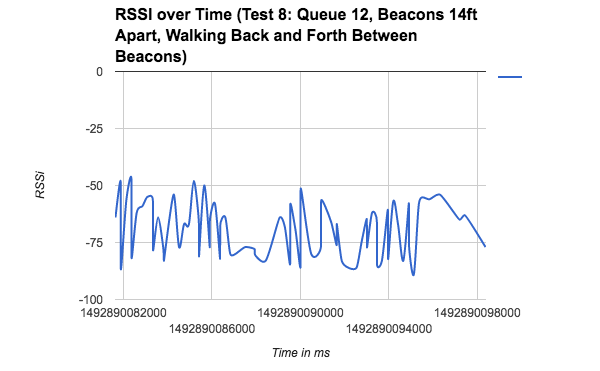 RSSI over Time (Test 8: Queue 12, Beacons 14ft
Apart, Walking Back and Forth Between
Beacons)
0
-25
-50
-75
-100
RSSi
1492890082000
1492890086000
1492890090000
1492890094000
1492890098000
Time in ms